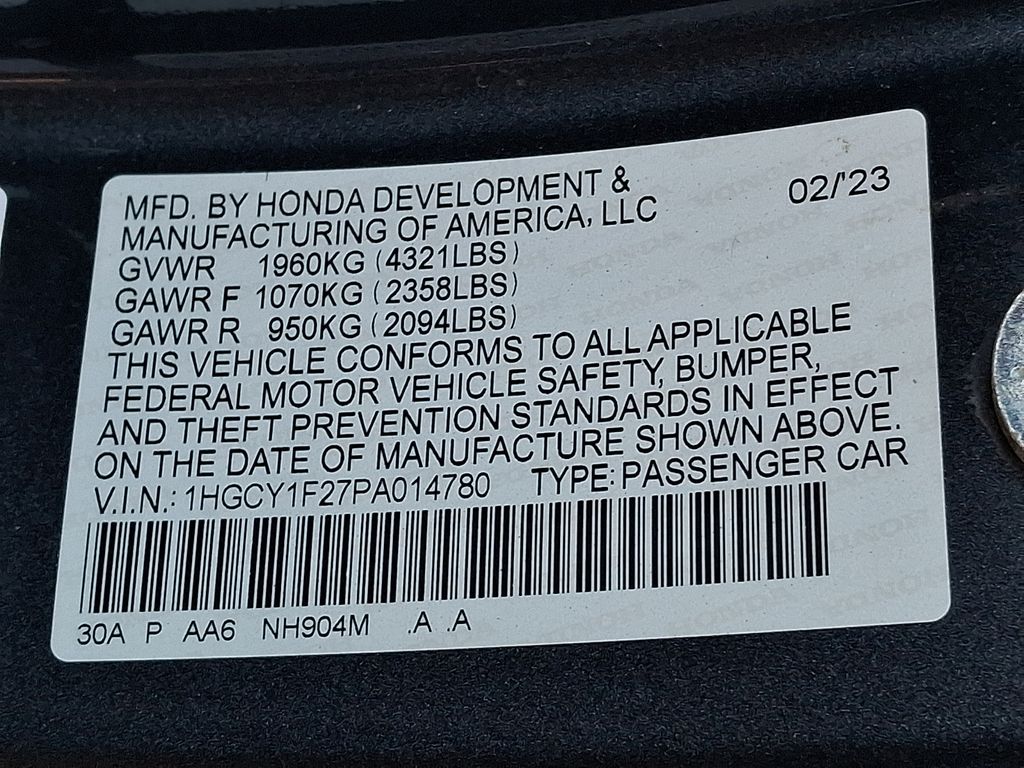 MFD. BY HONDA DEVELOPMENT & 02/'23
MANUFACTURING OF AMERICA, LLC
GVWR 1960KG (4321LBS)
GAWR F 1070KG (2358LBS)
GAWR R 950KG (2094LBS)
THIS VEHICLE CONFORMS TO ALL APPLICABLE
FEDERAL MOTOR VEHICLE SAFETY, BUMPER,
AND THEFT PREVENTION STANDARDS IN EFFECT
ON THE DATE OF MANUFACTURE SHOWN ABOVE.
V.I.N.: 1HGCY1F27PA014780 TYPE: PASSENGER CAR
30A P AA6 NH904M .A .A